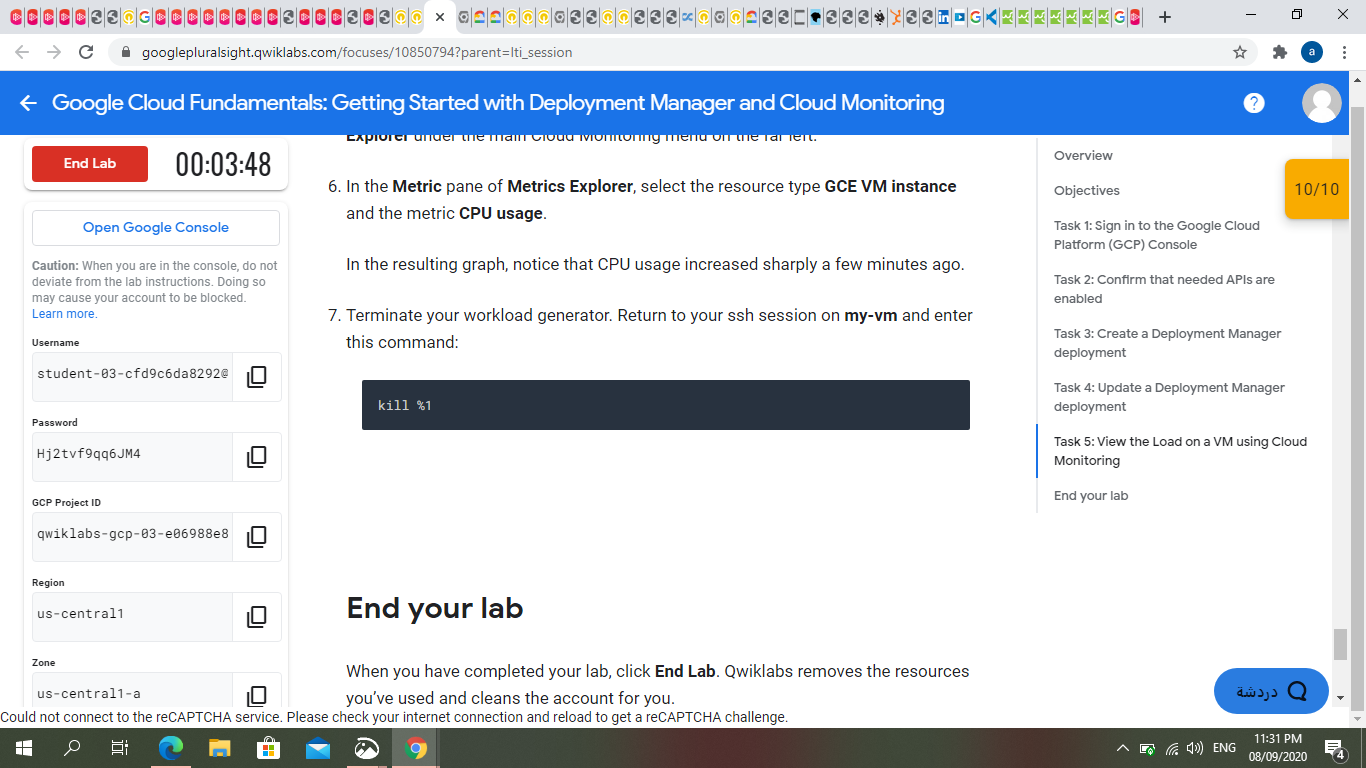 googlepluralsight.qwiklabs.com/focuses/10850794?parent=lti_session
a
Google Cloud Fundamentals: Getting Started with Deployment Manager and Cloud Monitoring
End Lab
00:03:48
Open Google Console
Caution: When you are in the console, do not
deviate from the lab instructions. Doing so
may cause your account to be blocked.
Learn more.
Username
student-03-cfd9c6da8292@
Password
Hj2tvf9qq6JM4
GCP Project ID
qwiklabs-gcp-03-e06988e8
Region
us-central1
Zone
us-central1-a
Explorer under the main Cloud Monitoring menu on the far left.
6. In the Metric pane of Metrics Explorer, select the resource type GCE VM instance
and the metric CPU usage.
In the resulting graph, notice that CPU usage increased sharply a few minutes ago.
7. Terminate your workload generator. Return to your ssh session on my-vm and enter
this command:
kill %1
End your lab
When you have completed your lab, click End Lab. Qwiklabs removes the resources
you’ve used and cleans the account for you.
Overview
Objectives
Task 1: Sign in to the Google Cloud
Platform (GCP) Console
Task 2: Confirm that needed APIs are
enabled
Task 3: Create a Deployment Manager
deployment
Task 4: Update a Deployment Manager
deployment
Task 5: View the Load on a VM using Cloud
Monitoring
End your lab
10/10
دردشة
Could not connect to the reCAPTCHA service. Please check your internet connection and reload to get a reCAPTCHA challenge.
ENG
11:31 PM
08/09/2020
4